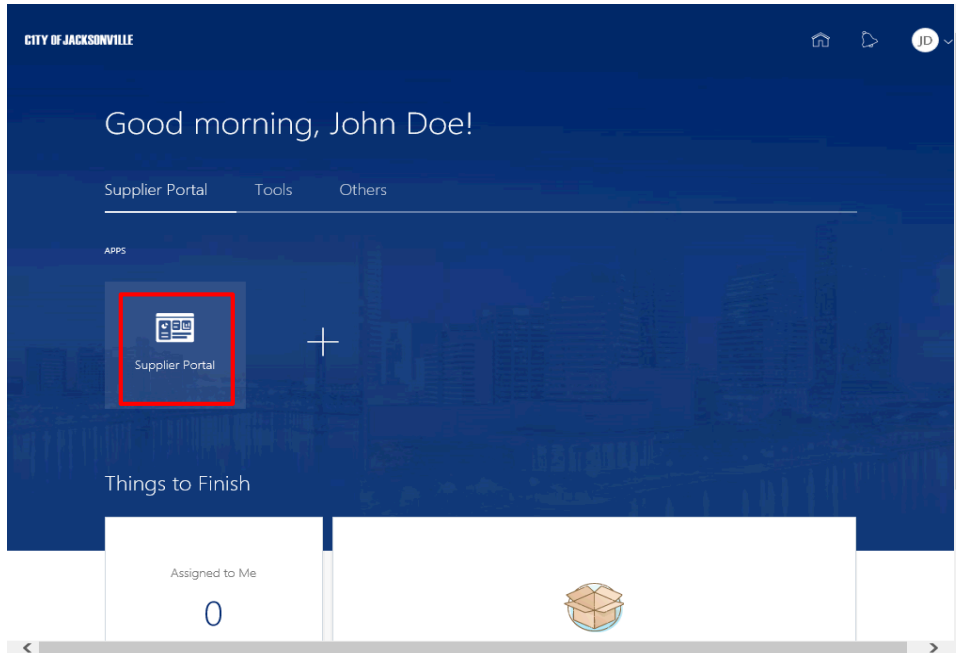 CITY OF JACKSONVILLE
JD
Good morning, John Doe!
Supplier Portal Tools Others
APPS
Supplier Portal
Things to Finish
Assigned to Me
0